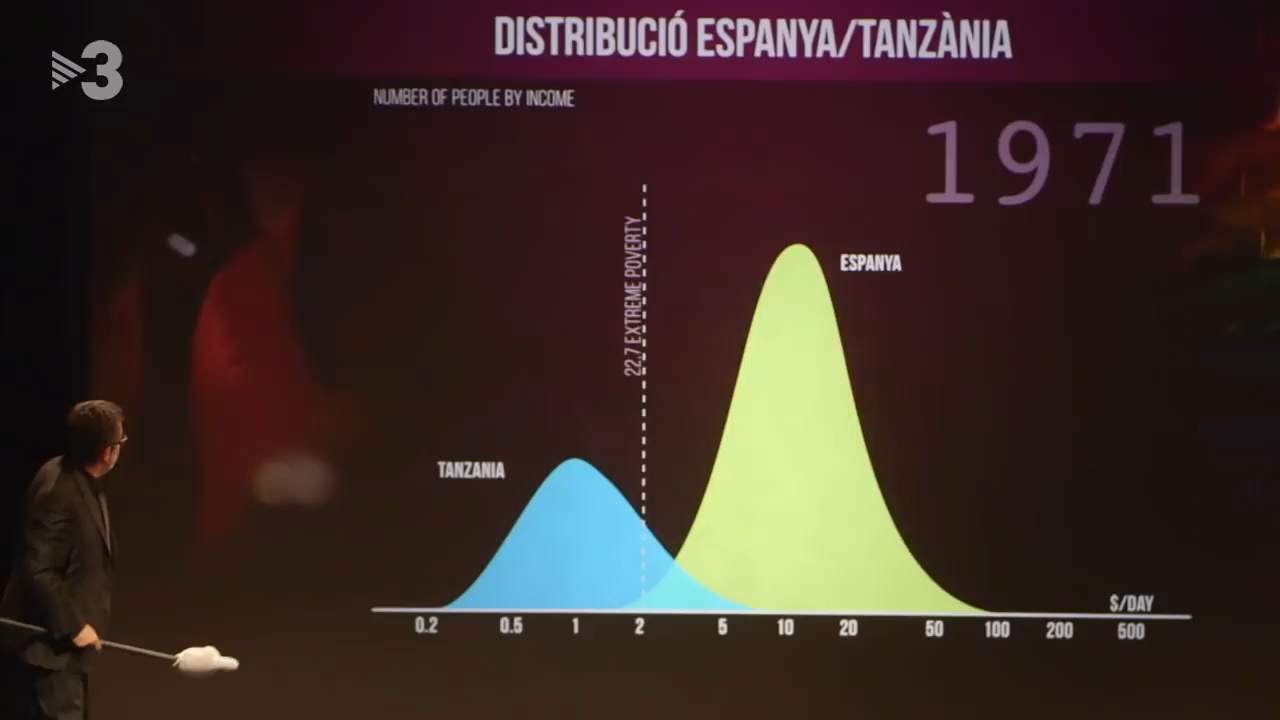 DISTRIBUCIÓ ESPANYA/TANZÀNIA
3
NUMBER OF PEOPLE BY INCOME
1971
22.7 EXTREME POVERTY
ESPANYA
TANZANIA
$/DAY
0.2 0.5 1 2 5 10 20 50 100 200 500